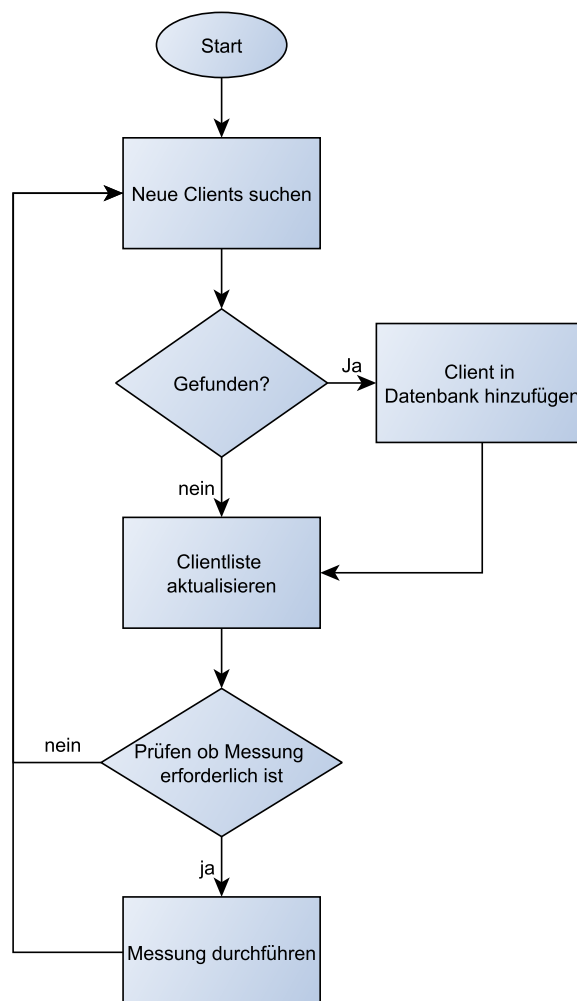 Start
Neue Clients suchen
Gefunden?
Ja
Client in
Datenbank hinzufügen
nein
Clientliste
aktualisieren
nein
Prüfen ob Messung
erforderlich ist
ja
Messung durchführen